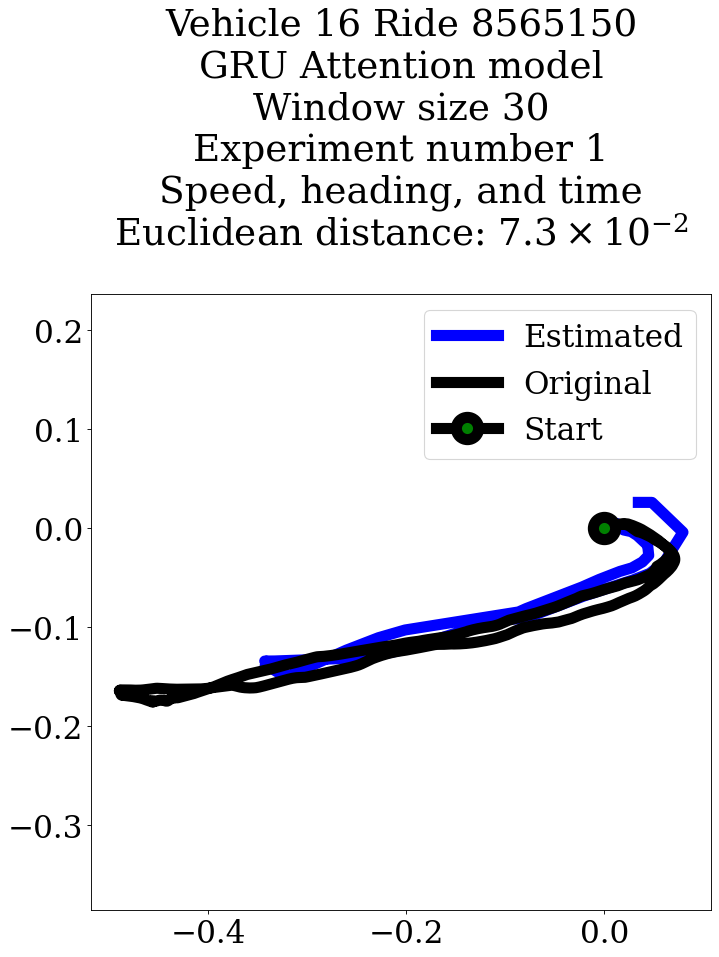 Vehicle 16 Ride 8565150
GRU Attention model
Window size 30
Experiment number 1
Speed, heading, and time
Euclidean distance: 7.3 × 10⁻²
Estimated
Original
Start
0.2
0.1
0.0
−0.1
−0.2
−0.3
−0.4
−0.2
0.0